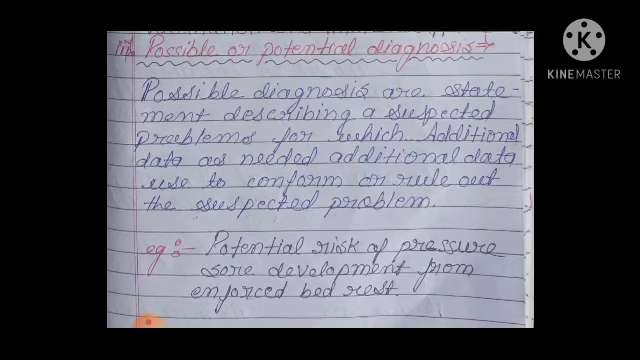 iii) Possible or potential diagnosis:→
Possible diagnosis are state-
ment describing a suspected
problems for which Additional
data as needed additional data
use to conform or rule out
the suspected problem.
eg:- Potential risk of pressure
sore development from
enforced bed rest.
KINEMASTER